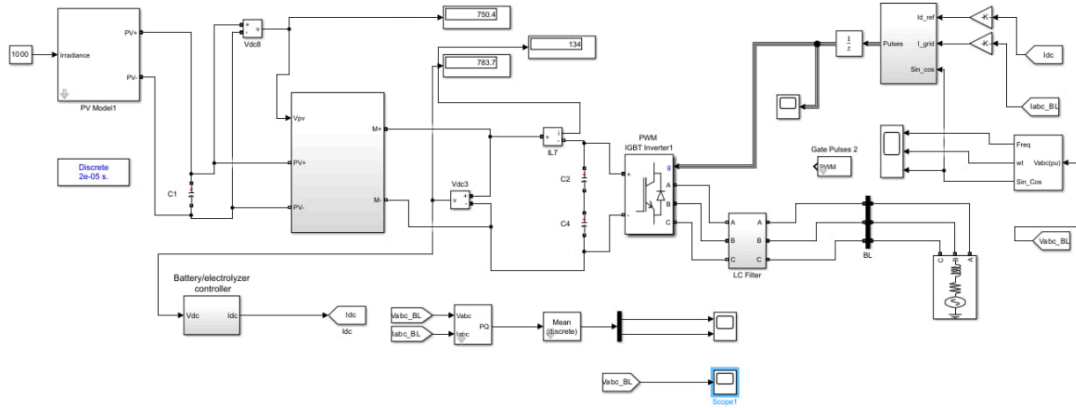 750.4
134
783.7
1000
Irradiance
PV+
PV-
PV Model1
+
-
v
Vdc8
Discrete
2e-05 s.
C1
Vpv
PV+
PV-
M+
M-
+
-
v
Vdc3
+
i
-
IL7
C2
C4
PWM
IGBT Inverter1
g
+
-
A
B
C
Pulses
Id_ref
I_grid
Sin_cos
1
z
-K-
-K-
Idc
Iabc_BL
Gate Pulses 2
PWM
Freq
wt
Sin_Cos
Vabc(pu)
Vabc_BL
A
B
C
A
B
C
LC Filter
BL
C
B
A
Battery/electrolyzer
controller
Vdc
Idc
Idc
Idc
Vabc_BL
Iabc_BL
Vabc
Iabc
PQ
Mean
(discrete)
Vabc_BL
Scope1